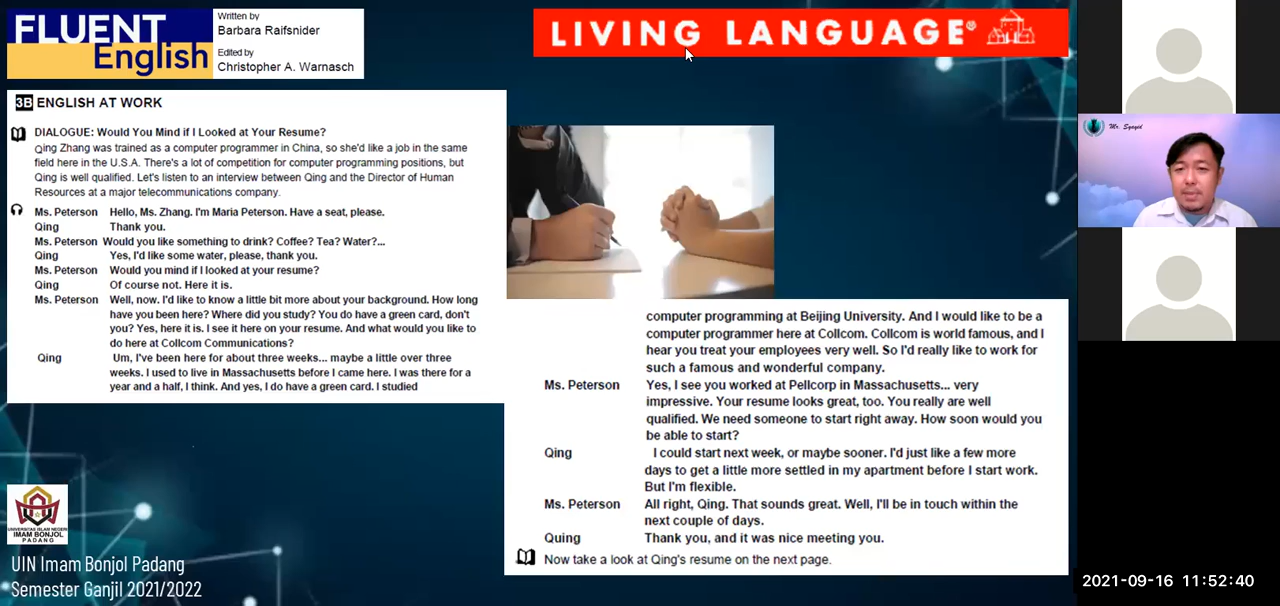 FLUENT
English
Written by
Barbara Raifsnider
Edited by
Christopher A. Warnasch
LIVING LANGUAGE®
3B ENGLISH AT WORK
DIALOGUE: Would You Mind if I Looked at Your Resume?
Qing Zhang was trained as a computer programmer in China, so she'd like a job in the same
field here in the U.S.A. There's a lot of competition for computer programming positions, but
Qing is well qualified. Let's listen to an interview between Qing and the Director of Human
Resources at a major telecommunications company.
Ms. Peterson Hello, Ms. Zhang. I'm Maria Peterson. Have a seat, please.
Qing Thank you.
Ms. Peterson Would you like something to drink? Coffee? Tea? Water?...
Qing Yes, I'd like some water, please, thank you.
Ms. Peterson Would you mind if I looked at your resume?
Qing Of course not. Here it is.
Ms. Peterson Well, now. I'd like to know a little bit more about your background. How long
have you been here? Where did you study? You do have a green card, don't
you? Yes, here it is. I see it here on your resume. And what would you like to
do here at Collcom Communications?
Qing Um, I've been here for about three weeks... maybe a little over three
weeks. I used to live in Massachusetts before I came here. I was there for a
year and a half, I think. And yes, I do have a green card. I studied
computer programming at Beijing University. And I would like to be a
computer programmer here at Collcom. Collcom is world famous, and I
hear you treat your employees very well. So I'd really like to work for
such a famous and wonderful company.
Ms. Peterson Yes, I see you worked at Pellcorp in Massachusetts... very
impressive. Your resume looks great, too. You really are well
qualified. We need someone to start right away. How soon would you
be able to start?
Qing I could start next week, or maybe sooner. I'd just like a few more
days to get a little more settled in my apartment before I start work.
But I'm flexible.
Ms. Peterson All right, Qing. That sounds great. Well, I'll be in touch within the
next couple of days.
Quing Thank you, and it was nice meeting you.
Now take a look at Qing's resume on the next page.
UNIVERSITAS ISLAM NEGERI
IMAM BONJOL
PADANG
UIN Imam Bonjol Padang
Semester Ganjil 2021/2022
Mr. Syayed
2021-09-16 11:52:40